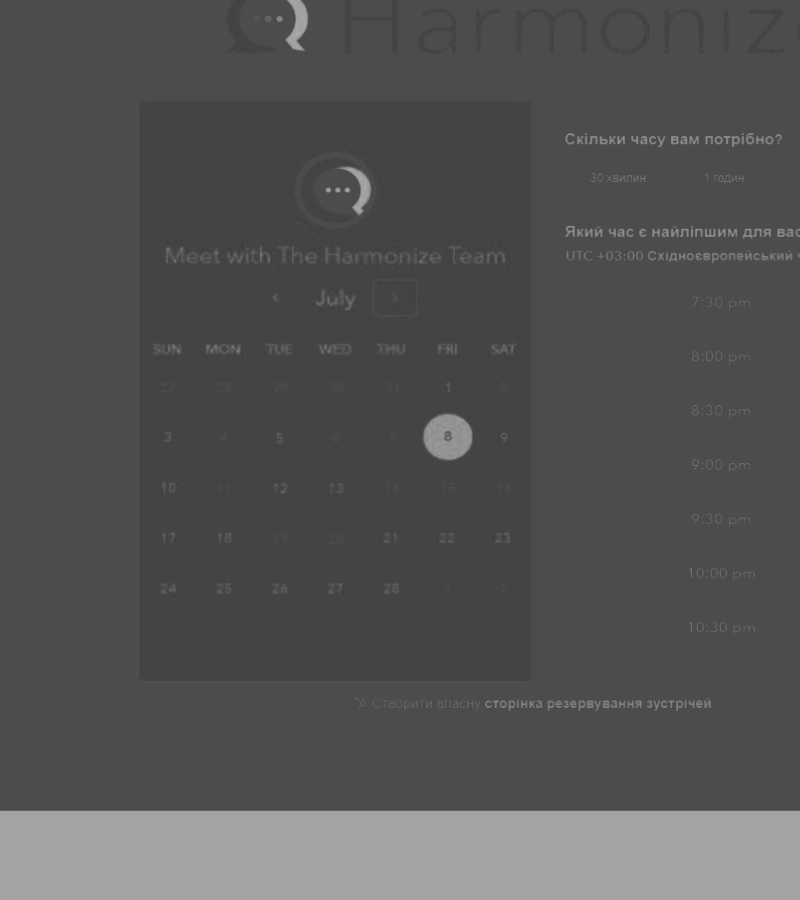 Harmonize
Meet with The Harmonize Team
July
SUN MON TUE WED THU FRI SAT
27 28 29 30 31 1 2
3 4 5 6 7 8 9
10 11 12 13 14 15 16
17 18 19 20 21 22 23
24 25 26 27 28 1 2
Скільки часу вам потрібно?
30 хвилин 1 годин
Який час є найліпшим для вас
UTC +03:00 Східноєвропейський
7:30 pm
8:00 pm
8:30 pm
9:00 pm
9:30 pm
10:00 pm
10:30 pm
Створити власну сторінка резервування зустрічей